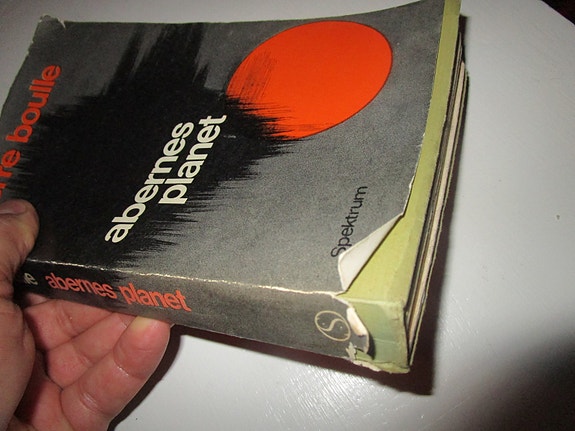 rre boulle
abernes
planet
Spektrum
abernes planet
S